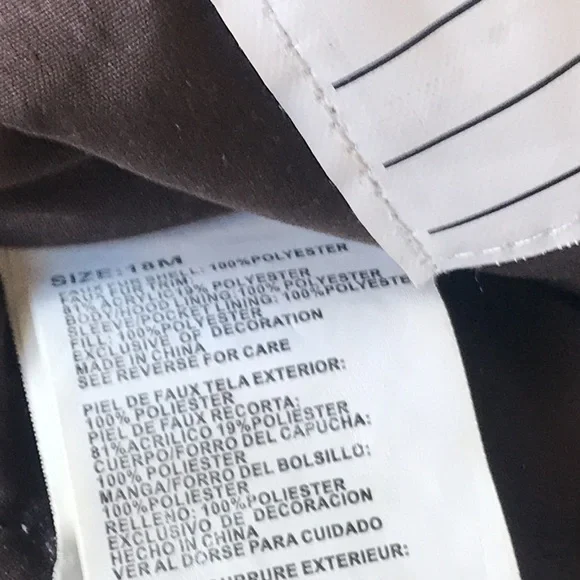 SIZE: 18M
FAUX FUR SHELL: 100%POLYESTER
FAUX FUR TRIM:
81% ACRYLIC 19% POLYESTER
BODY/HOOD LINING: 100% POLYESTER
SLEEVE/POCKET LINING: 100%POLYESTE
FILL: 100%POLYESTER
EXCLUSIVE OF DECORATION
MADE IN CHINA
SEE REVERSE FOR CARE
PIEL DE FAUX TELA EXTERIOR:
100% POLIESTER
PIEL DE FAUX RECORTA:
81%ACRILICO 19%POLIESTER
CUERPO/FORRO DEL CAPUCHA:
100% POLIESTER
MANGA/FORRO DEL BOLSILLO:
100%POLIESTER
RELLENO: 100%POLIESTER
EXCLUSIVO DE DECORACION
HECHO IN CHINA
VER AL DORSE PARA CUIDADO
EXTERIEUR: